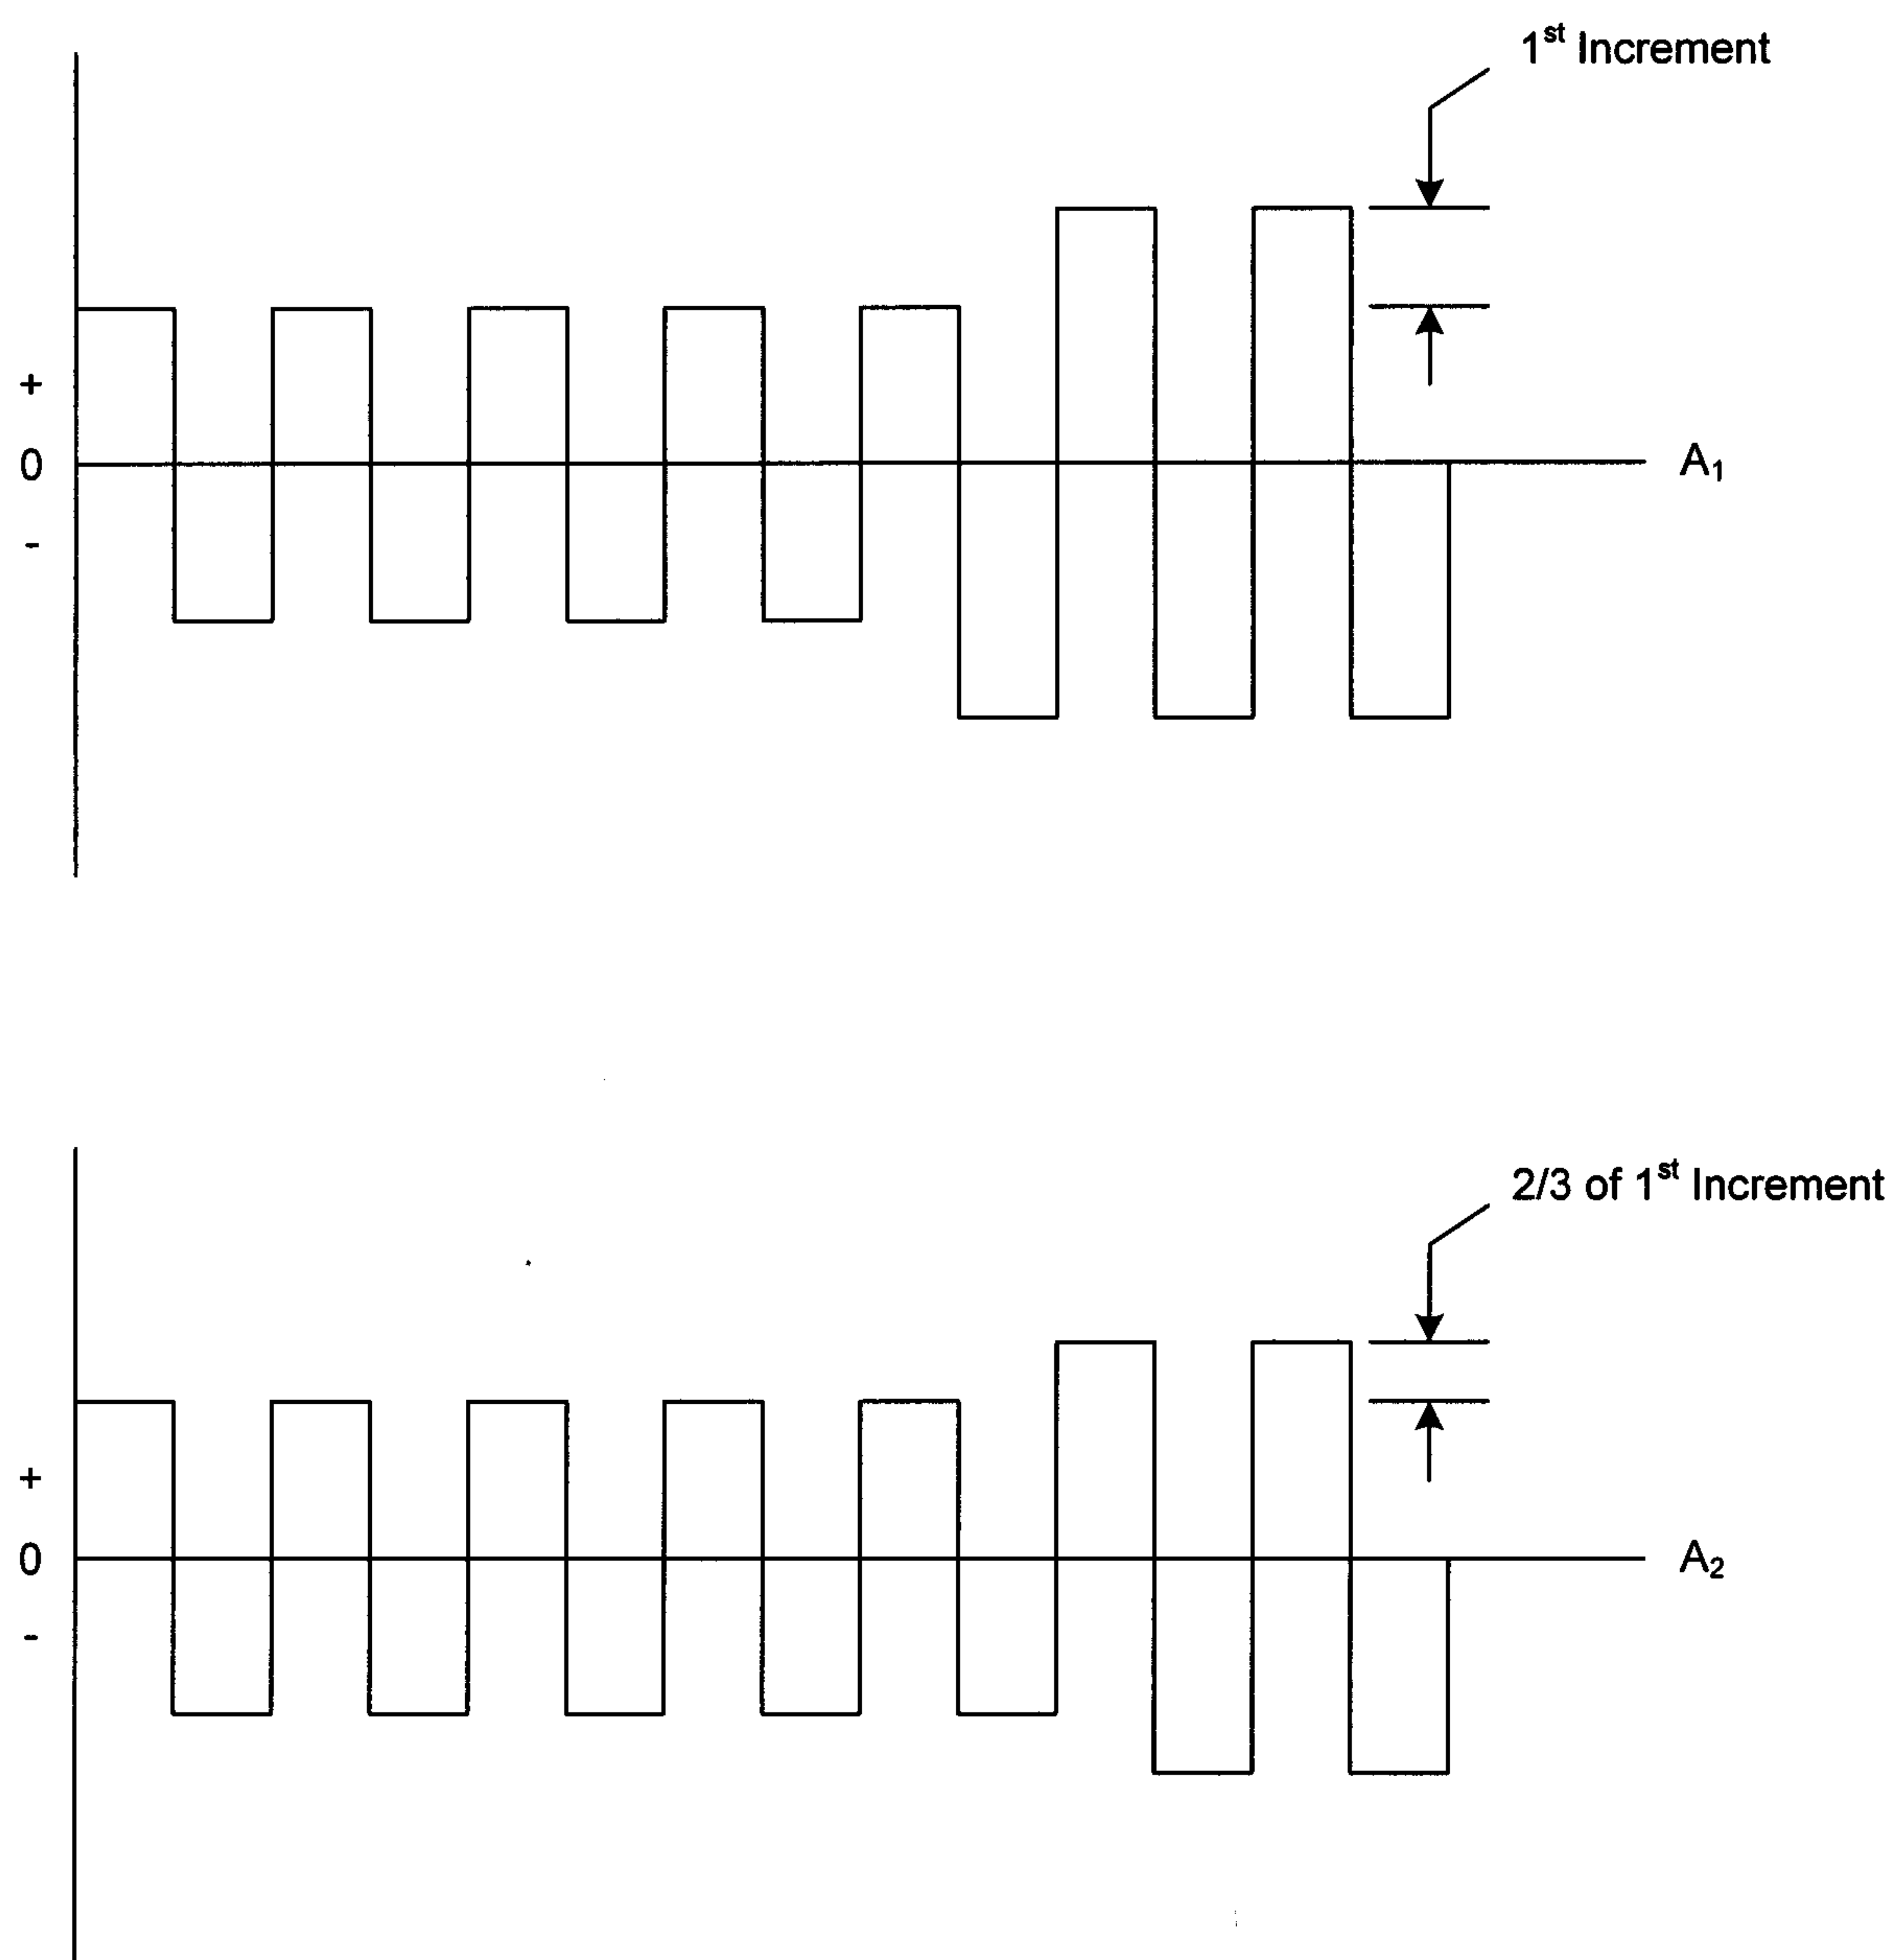 1st Increment
+
0
-
A1
2/3 of 1st Increment
+
0
-
A2